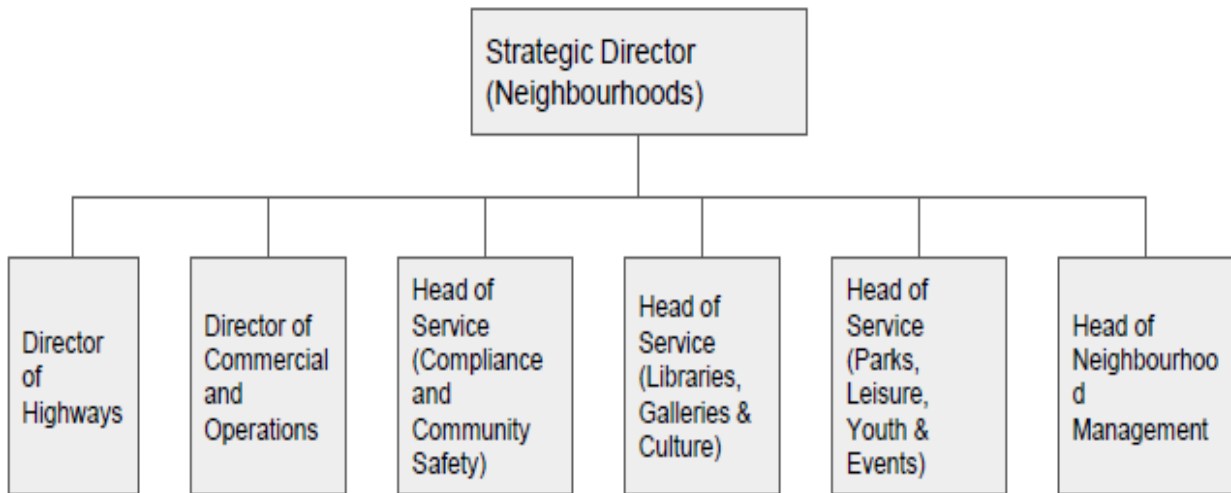 Strategic Director
(Neighbourhoods)
Director
of
Highways
Director of
Commercial
and
Operations
Head of
Service
(Compliance
and
Community
Safety)
Head of
Service
(Libraries,
Galleries &
Culture)
Head of
Service
(Parks,
Leisure,
Youth &
Events)
Head of
Neighbourhoo
d
Management